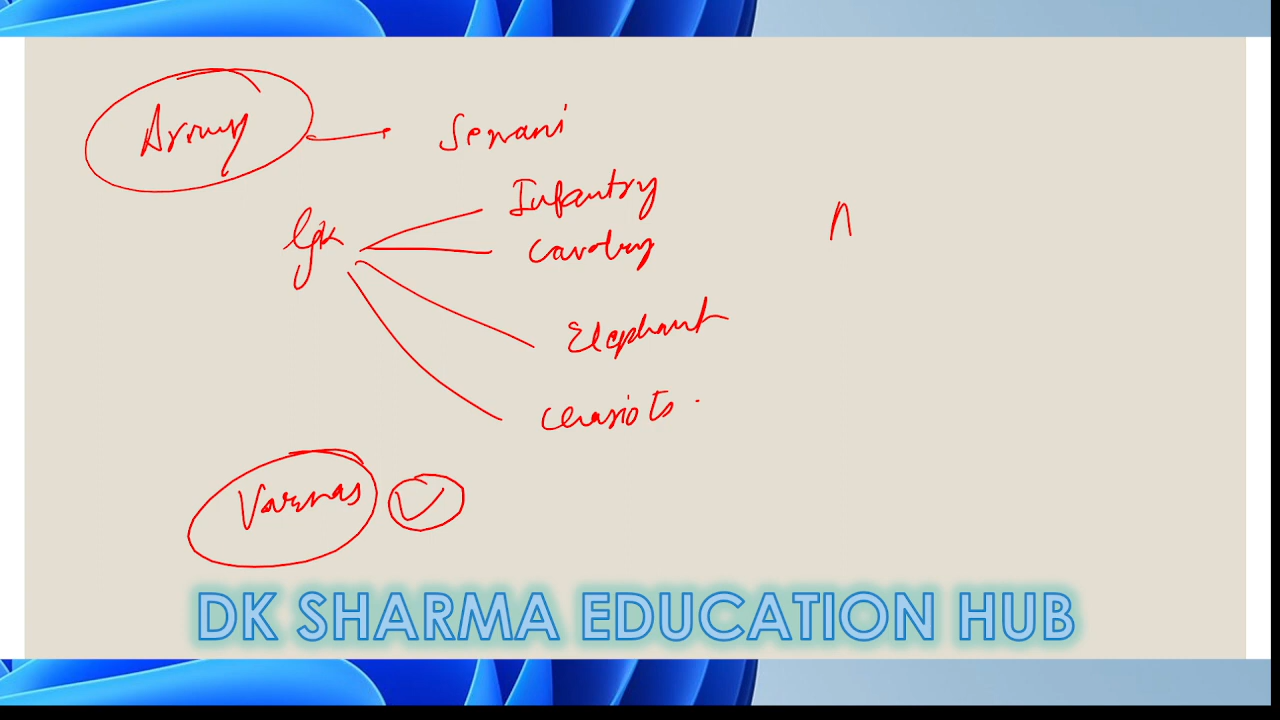 Army Senani
Infantry
Cavalry
Elephant
Chariots
Varnas
DK SHARMA EDUCATION HUB